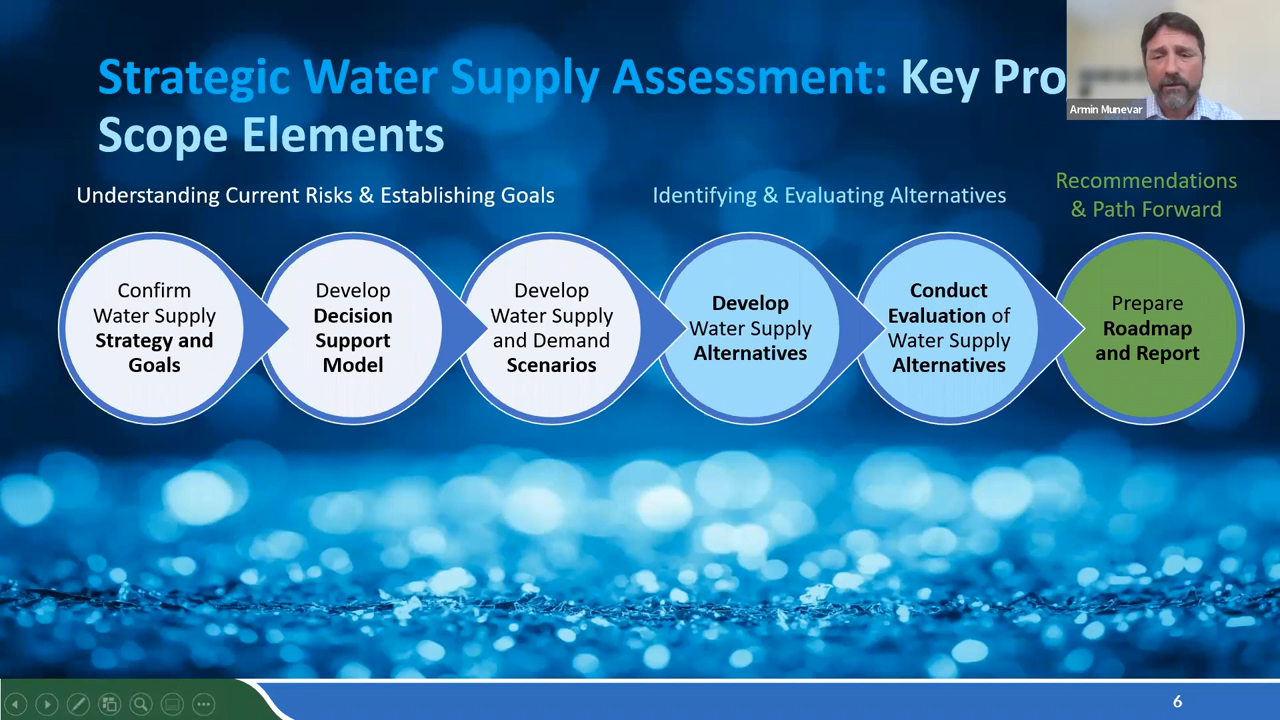 Strategic Water Supply Assessment: Key Pro
Scope Elements
Armin Munevar
Understanding Current Risks & Establishing Goals
Identifying & Evaluating Alternatives
Recommendations
& Path Forward
Confirm
Water Supply
Strategy and
Goals
Develop
Decision
Support
Model
Develop
Water Supply
and Demand
Scenarios
Develop
Water Supply
Alternatives
Conduct
Evaluation of
Water Supply
Alternatives
Prepare
Roadmap
and Report
6